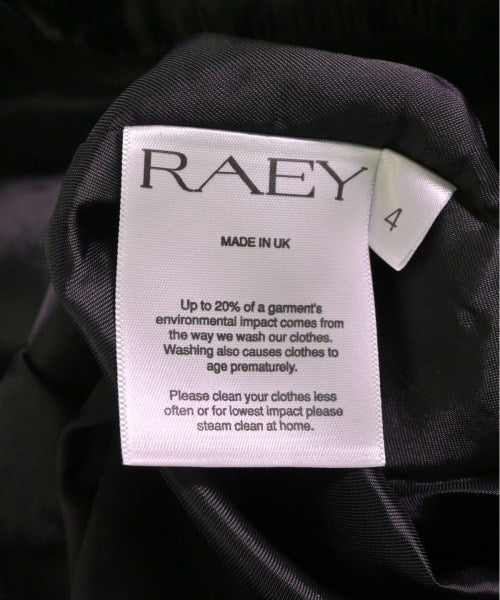 RAEY
4
MADE IN UK
Up to 20% of a garment's
environmental impact comes from
the way we wash our clothes.
Washing also causes clothes to
age prematurely.
Please clean your clothes less
often or for lowest impact please
steam clean at home.